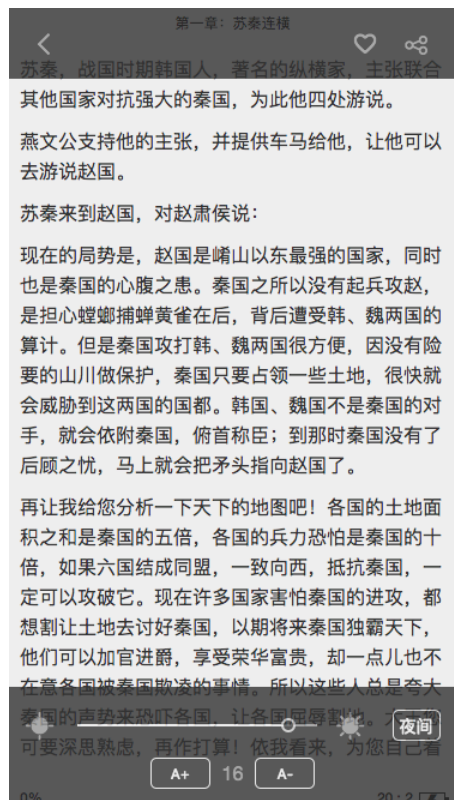 第一章：苏秦连横
苏秦，战国时期韩国人，著名的纵横家，主张联合
其他国家对抗强大的秦国，为此他四处游说。
燕文公支持他的主张，并提供车马给他，让他可以
去游说赵国。
苏秦来到赵国，对赵肃侯说：
现在的局势是，赵国是崤山以东最强的国家，同时
也是秦国的心腹之患。秦国之所以没有起兵攻赵，
是担心螳螂捕蝉黄雀在后，背后遭受韩、魏两国的
算计。但是秦国攻打韩、魏两国很方便，因没有险
要的山川做保护，秦国只要占领一些土地，很快就
会威胁到这两国的国都。韩国、魏国不是秦国的对
手，就会依附秦国，俯首称臣；到那时秦国没有了
后顾之忧，马上就会把矛头指向赵国了。
再让我给您分析一下天下的地图吧！各国的土地面
积之和是秦国的五倍，各国的兵力恐怕是秦国的十
倍，如果六国结成同盟，一致向西，抵抗秦国，一
定可以攻破它。现在许多国家害怕秦国的进攻，都
想割让土地去讨好秦国，以期将来秦国独霸天下，
他们可以加官进爵，享受荣华富贵，却一点儿也不
在意各国被秦国欺凌的事情。所以这些人总是夸大
秦国的声势来恐吓各国，让各国屈辱割地。
夜间
可要深思熟虑，再作打算！依我看来，为您自己着
A+ 16 A-
0% 20:2